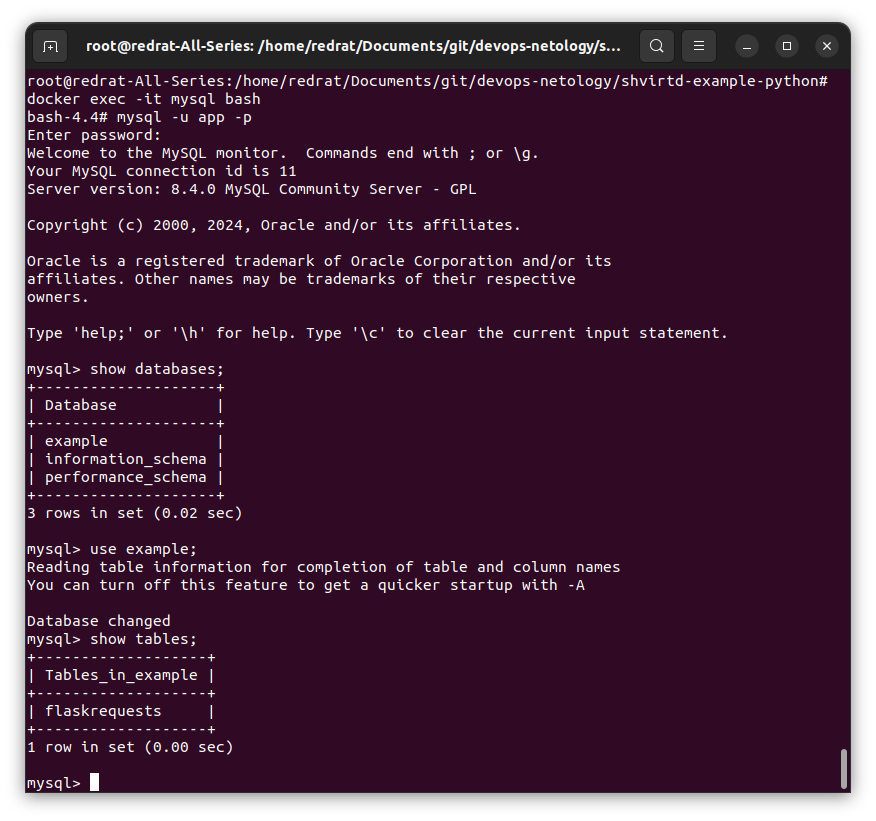 root@redrat-All-Series: /home/redrat/Documents/git/devops-netology/s...
root@redrat-All-Series:/home/redrat/Documents/git/devops-netology/shvirtd-example-python#
docker exec -it mysql bash
bash-4.4# mysql -u app -p
Enter password:
Welcome to the MySQL monitor.  Commands end with ; or \g.
Your MySQL connection id is 11
Server version: 8.4.0 MySQL Community Server - GPL

Copyright (c) 2000, 2024, Oracle and/or its affiliates.

Oracle is a registered trademark of Oracle Corporation and/or its
affiliates. Other names may be trademarks of their respective
owners.

Type 'help;' or '\h' for help. Type '\c' to clear the current input statement.

mysql> show databases;
+--------------------+
| Database           |
+--------------------+
| example            |
| information_schema |
| performance_schema |
+--------------------+
3 rows in set (0.02 sec)

mysql> use example;
Reading table information for completion of table and column names
You can turn off this feature to get a quicker startup with -A

Database changed
mysql> show tables;
+-------------------+
| Tables_in_example |
+-------------------+
| flaskrequests     |
+-------------------+
1 row in set (0.00 sec)

mysql>